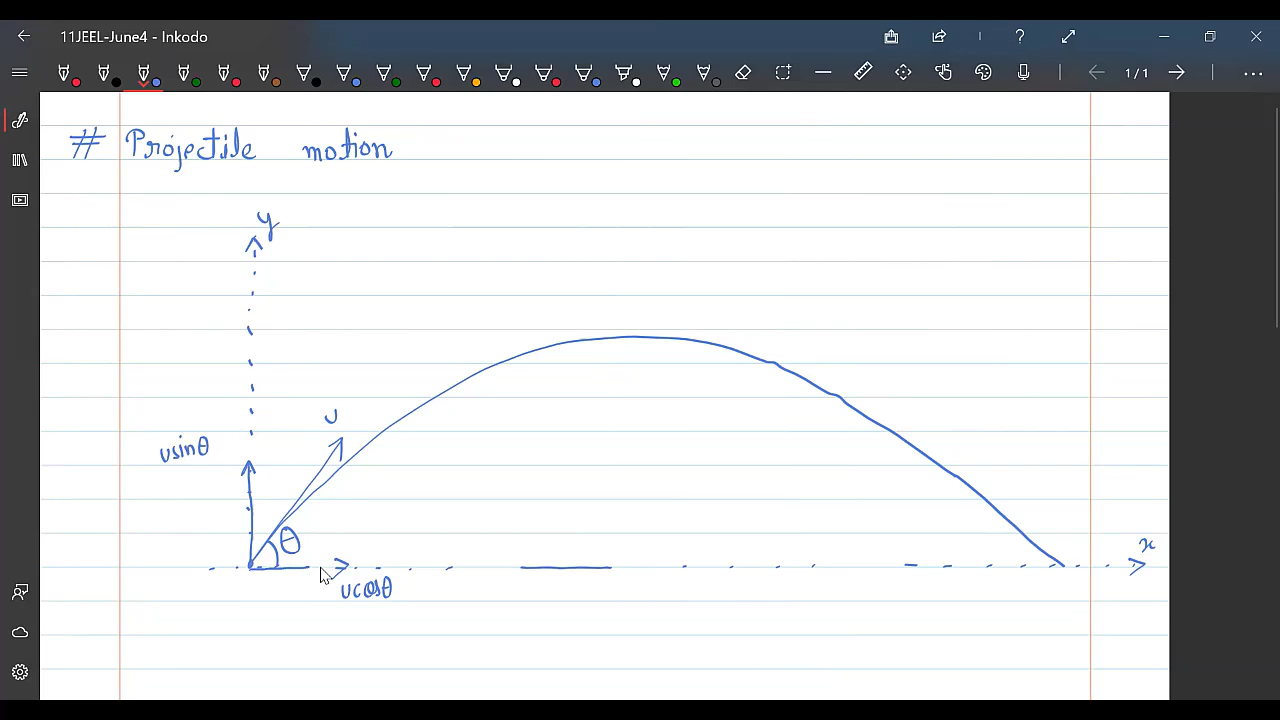 11JEEL-June4 - Inkodo
1/1
# Projectile motion
y
u
usinθ
θ
x
ucosθ